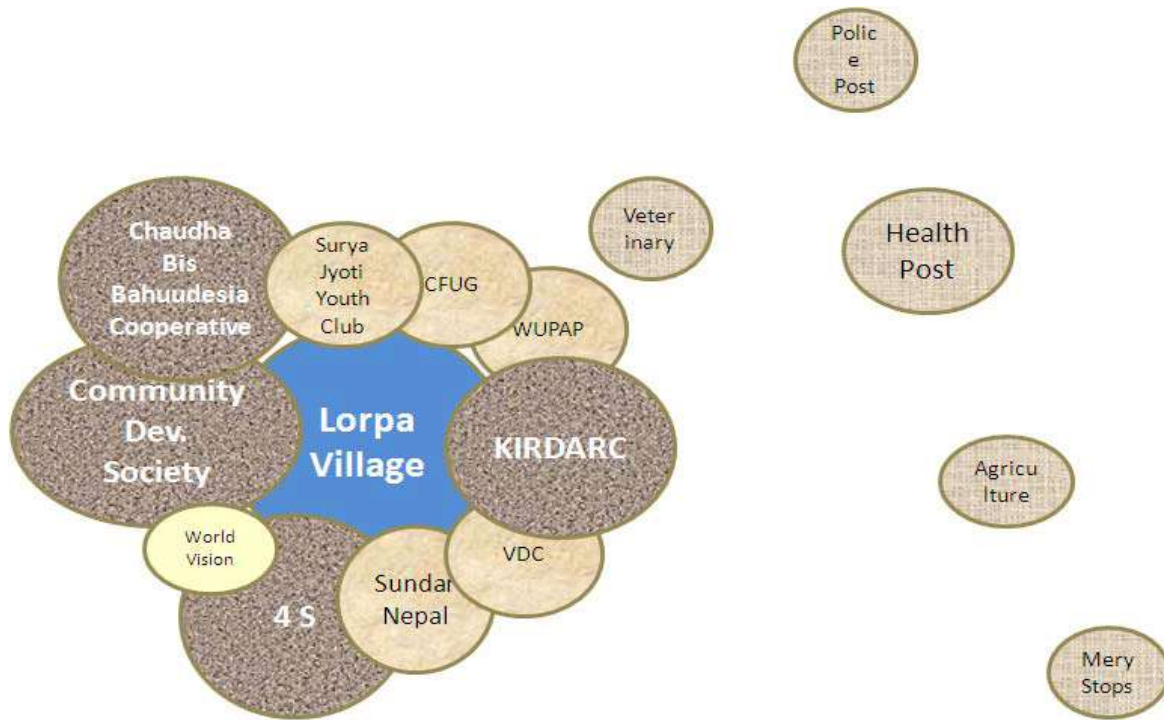 Polic
e
Post
Veter
inary
Health
Post
Chaudha
Bis
Bahuudesia
Cooperative
Surya
Jyoti
Youth
Club
CFUG
WUPAP
Community
Dev.
Society
Lorpa
Village
KIRDARC
Agricu
lture
World
Vision
4 S
Sundar
Nepal
VDC
Mery
Stops